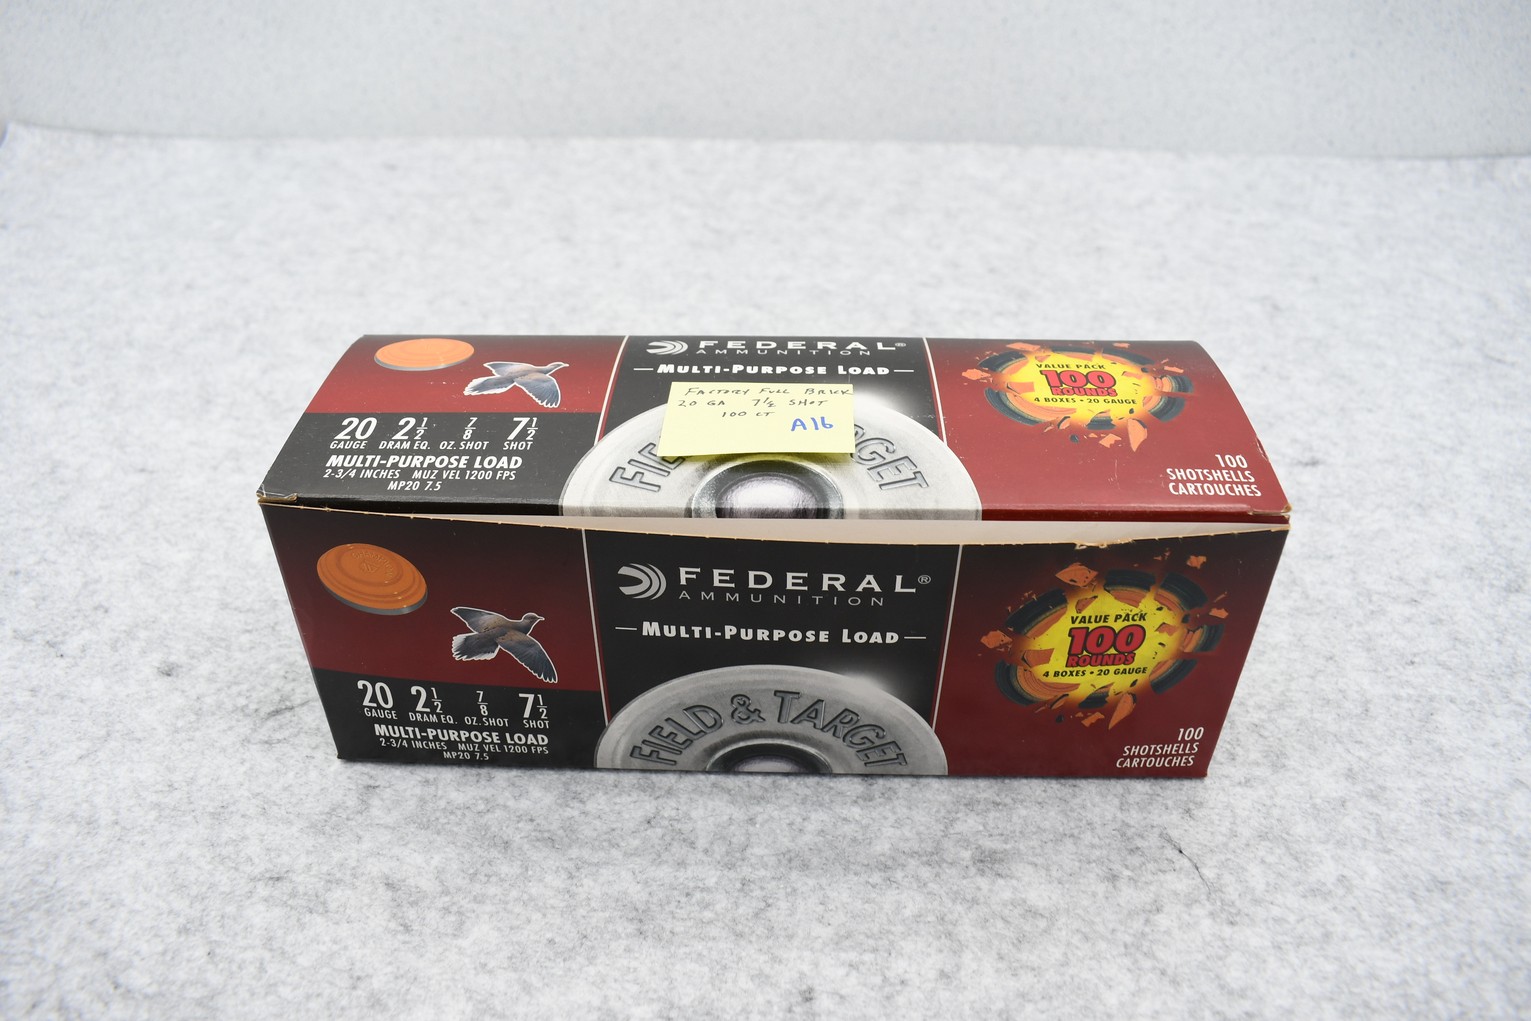 FEDERAL®
AMMUNITION
MULTI-PURPOSE LOAD
FACTORY FULL BRICK
20 GA 7½ SHOT
100 CT
A16
FIE
RGET
20 2½ 7/8 7½
GAUGE DRAM EQ. OZ. SHOT SHOT
MULTI-PURPOSE LOAD
2-3/4 INCHES MUZ VEL 1200 FPS
MP20 7.5
VALUE PACK
100
ROUNDS
4 BOXES • 20 GAUGE
100
SHOTSHELLS
CARTOUCHES
FEDERAL®
AMMUNITION
MULTI-PURPOSE LOAD
FIELD & TARGET
20 2½ 7/8 7½
GAUGE DRAM EQ. OZ. SHOT SHOT
MULTI-PURPOSE LOAD
2-3/4 INCHES MUZ VEL 1200 FPS
MP20 7.5
VALUE PACK
100
ROUNDS
4 BOXES • 20 GAUGE
100
SHOTSHELLS
CARTOUCHES